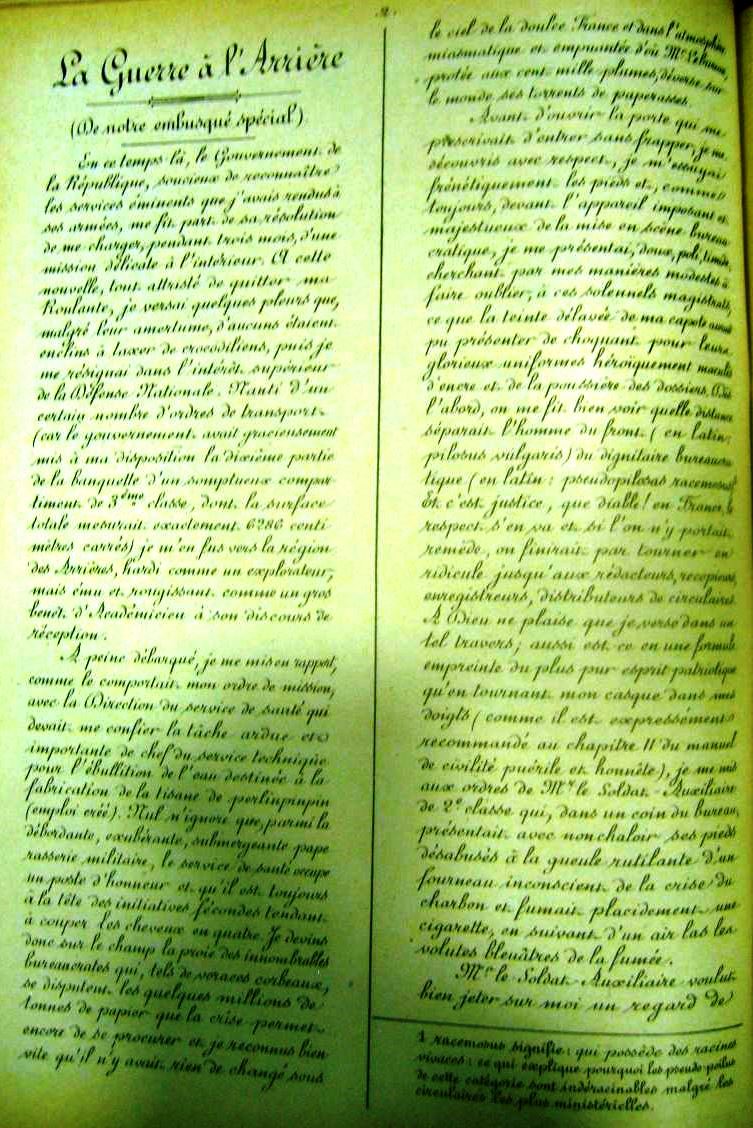 2.
La Guerre à l'Arrière
(De notre embusqué spécial)
En ce temps là, le Gouvernement de
la République, soucieux de reconnaître
les services éminents que j'avais rendus à
ses armées, me fit part de sa résolution
de me charger, pendant trois mois, d'une
mission délicate à l'intérieur. A cette
nouvelle, tout attristé de quitter ma
Roulante, je versai quelques pleurs que,
malgré leur amertume, d'aucuns étaient
enclins à taxer de crocodiliens, puis je
me résignai dans l'intérêt supérieur
de la Défense Nationale. Nanti d'un
certain nombre d'ordres de transport
(car le gouvernement avait gracieusement
mis à ma disposition la dixième partie
de la banquette d'un somptueux compar-
timent de 3ème classe, dont la surface
totale mesurait exactement 6286 centi-
mètres carrés) je m'en fus vers la région
des Arrières, hardi comme un explorateur,
mais ému et rougissant comme un gros
benêt d'Académicien à son discours de
réception.
A peine débarqué, je me mis en rapport,
comme le comportait mon ordre de mission,
avec la Direction du service de santé qui
devait me confier la tâche ardue et
importante de chef du service technique
pour l'ébullition de l'eau destinée à la
fabrication de la tisane de perlinpinpin
(emploi créé). Nul n'ignore que, parmi la
débordante, exubérante, submergeante pape
rasserie militaire, le service de santé occupe
un poste d'honneur et qu'il est toujours
à la tête des initiatives fécondes tendant
à couper les cheveux en quatre. Je devins
donc sur le champ la proie des innombrables
bureaucrates qui, tels de voraces corbeaux,
se disputent les quelques millions de
tonnes de papier que la crise permet
encore de se procurer et je reconnus bien
vite qu'il n'y avait rien de changé sous
le ciel de la doulce France et dans l'atmosphère
miasmatique et empuantée d'où Mr
protée aux cent mille plumes, déverse sur
le monde ses torrents de paperasses.
Avant d'ouvrir la porte qui me
prescrivait d'entrer sans frapper, je me
découvris avec respect, je m'essuyai
frénétiquement les pieds et, comme
toujours, devant l'appareil imposant et
majestueux de la mise en scène bureau
cratique, je me présentai, doux, poli, timide,
cherchant par mes manières modestes à
faire oublier, à ces solennels magistrats,
ce que la teinte délavée de ma capote aurait
pu présenter de choquant pour leurs
glorieux uniformes héroïquement maculés
d'encre et de la poussière des dossiers. Dès
l'abord, on me fit bien voir quelle distance
séparait l'homme du front (en latin:
pilosus vulgaris) du dignitaire bureaucra
tique (en latin: pseudopilosus racemosus)1
Et c'est justice, que diable! en France, le
respect s'en va et si l'on n'y portait
remède, on finirait par tourner en
ridicule jusqu'aux rédacteurs, recopieurs,
enregistreurs, distributeurs de circulaires.
A Dieu ne plaise que je verse dans un
tel travers; aussi est-ce en une formule
empreinte du plus pur esprit patriotique
qu'en tournant mon casque dans mes
doigts (comme il est expressément
recommandé au chapitre II du manuel
de civilité puérile et honnête), je me mis
aux ordres de Mr le Soldat-Auxiliaire
de 2e classe qui, dans un coin du bureau,
présentait avec nonchaloir ses pieds
désabusés à la gueule rutilante d'un
fourneau inconscient de la crise du
charbon et fumait placidement une
cigarette, en suivant d'un air las les
volutes bleuâtres de la fumée.
Mr le Soldat-Auxiliaire voulut
bien jeter sur moi un regard de
1 racemosus signifie: qui possède des racines
vivaces: ce qui explique pourquoi les pseudo-poilus
de cette catégorie sont indéracinables malgré les
circulaires les plus ministérielles.